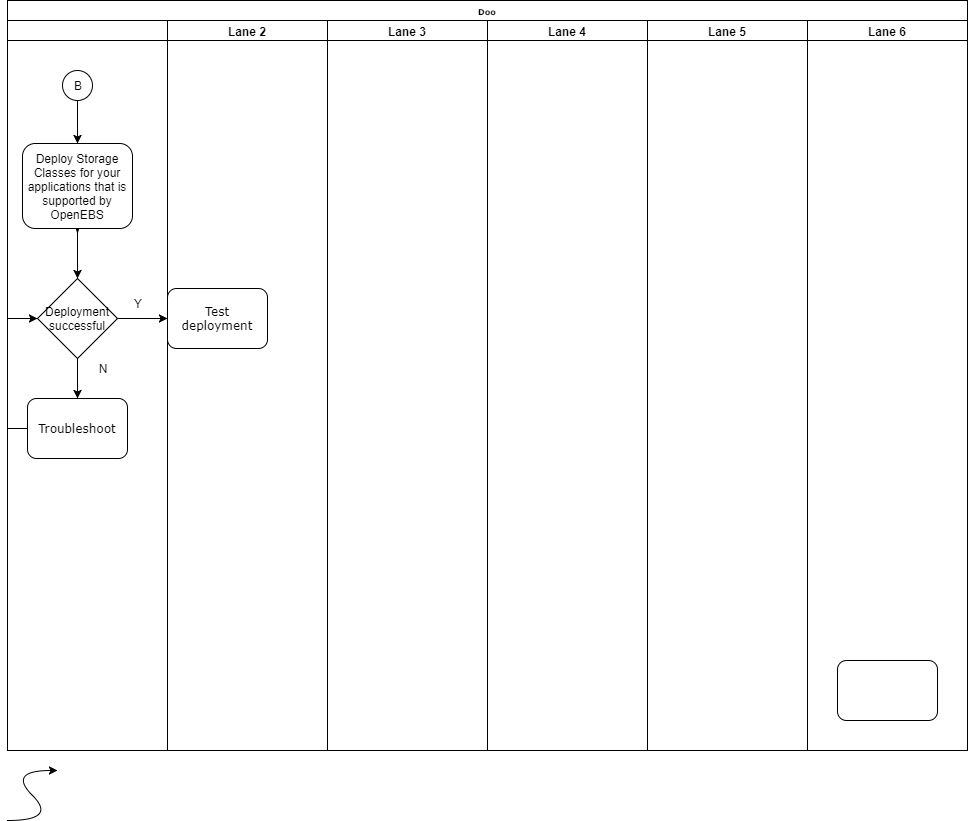 Doo
Lane 2
Lane 3
Lane 4
Lane 5
Lane 6
B
Deploy Storage
Classes for your
applications that is
supported by
OpenEBS
Deployment
successful
Y
Test
deployment
N
Troubleshoot